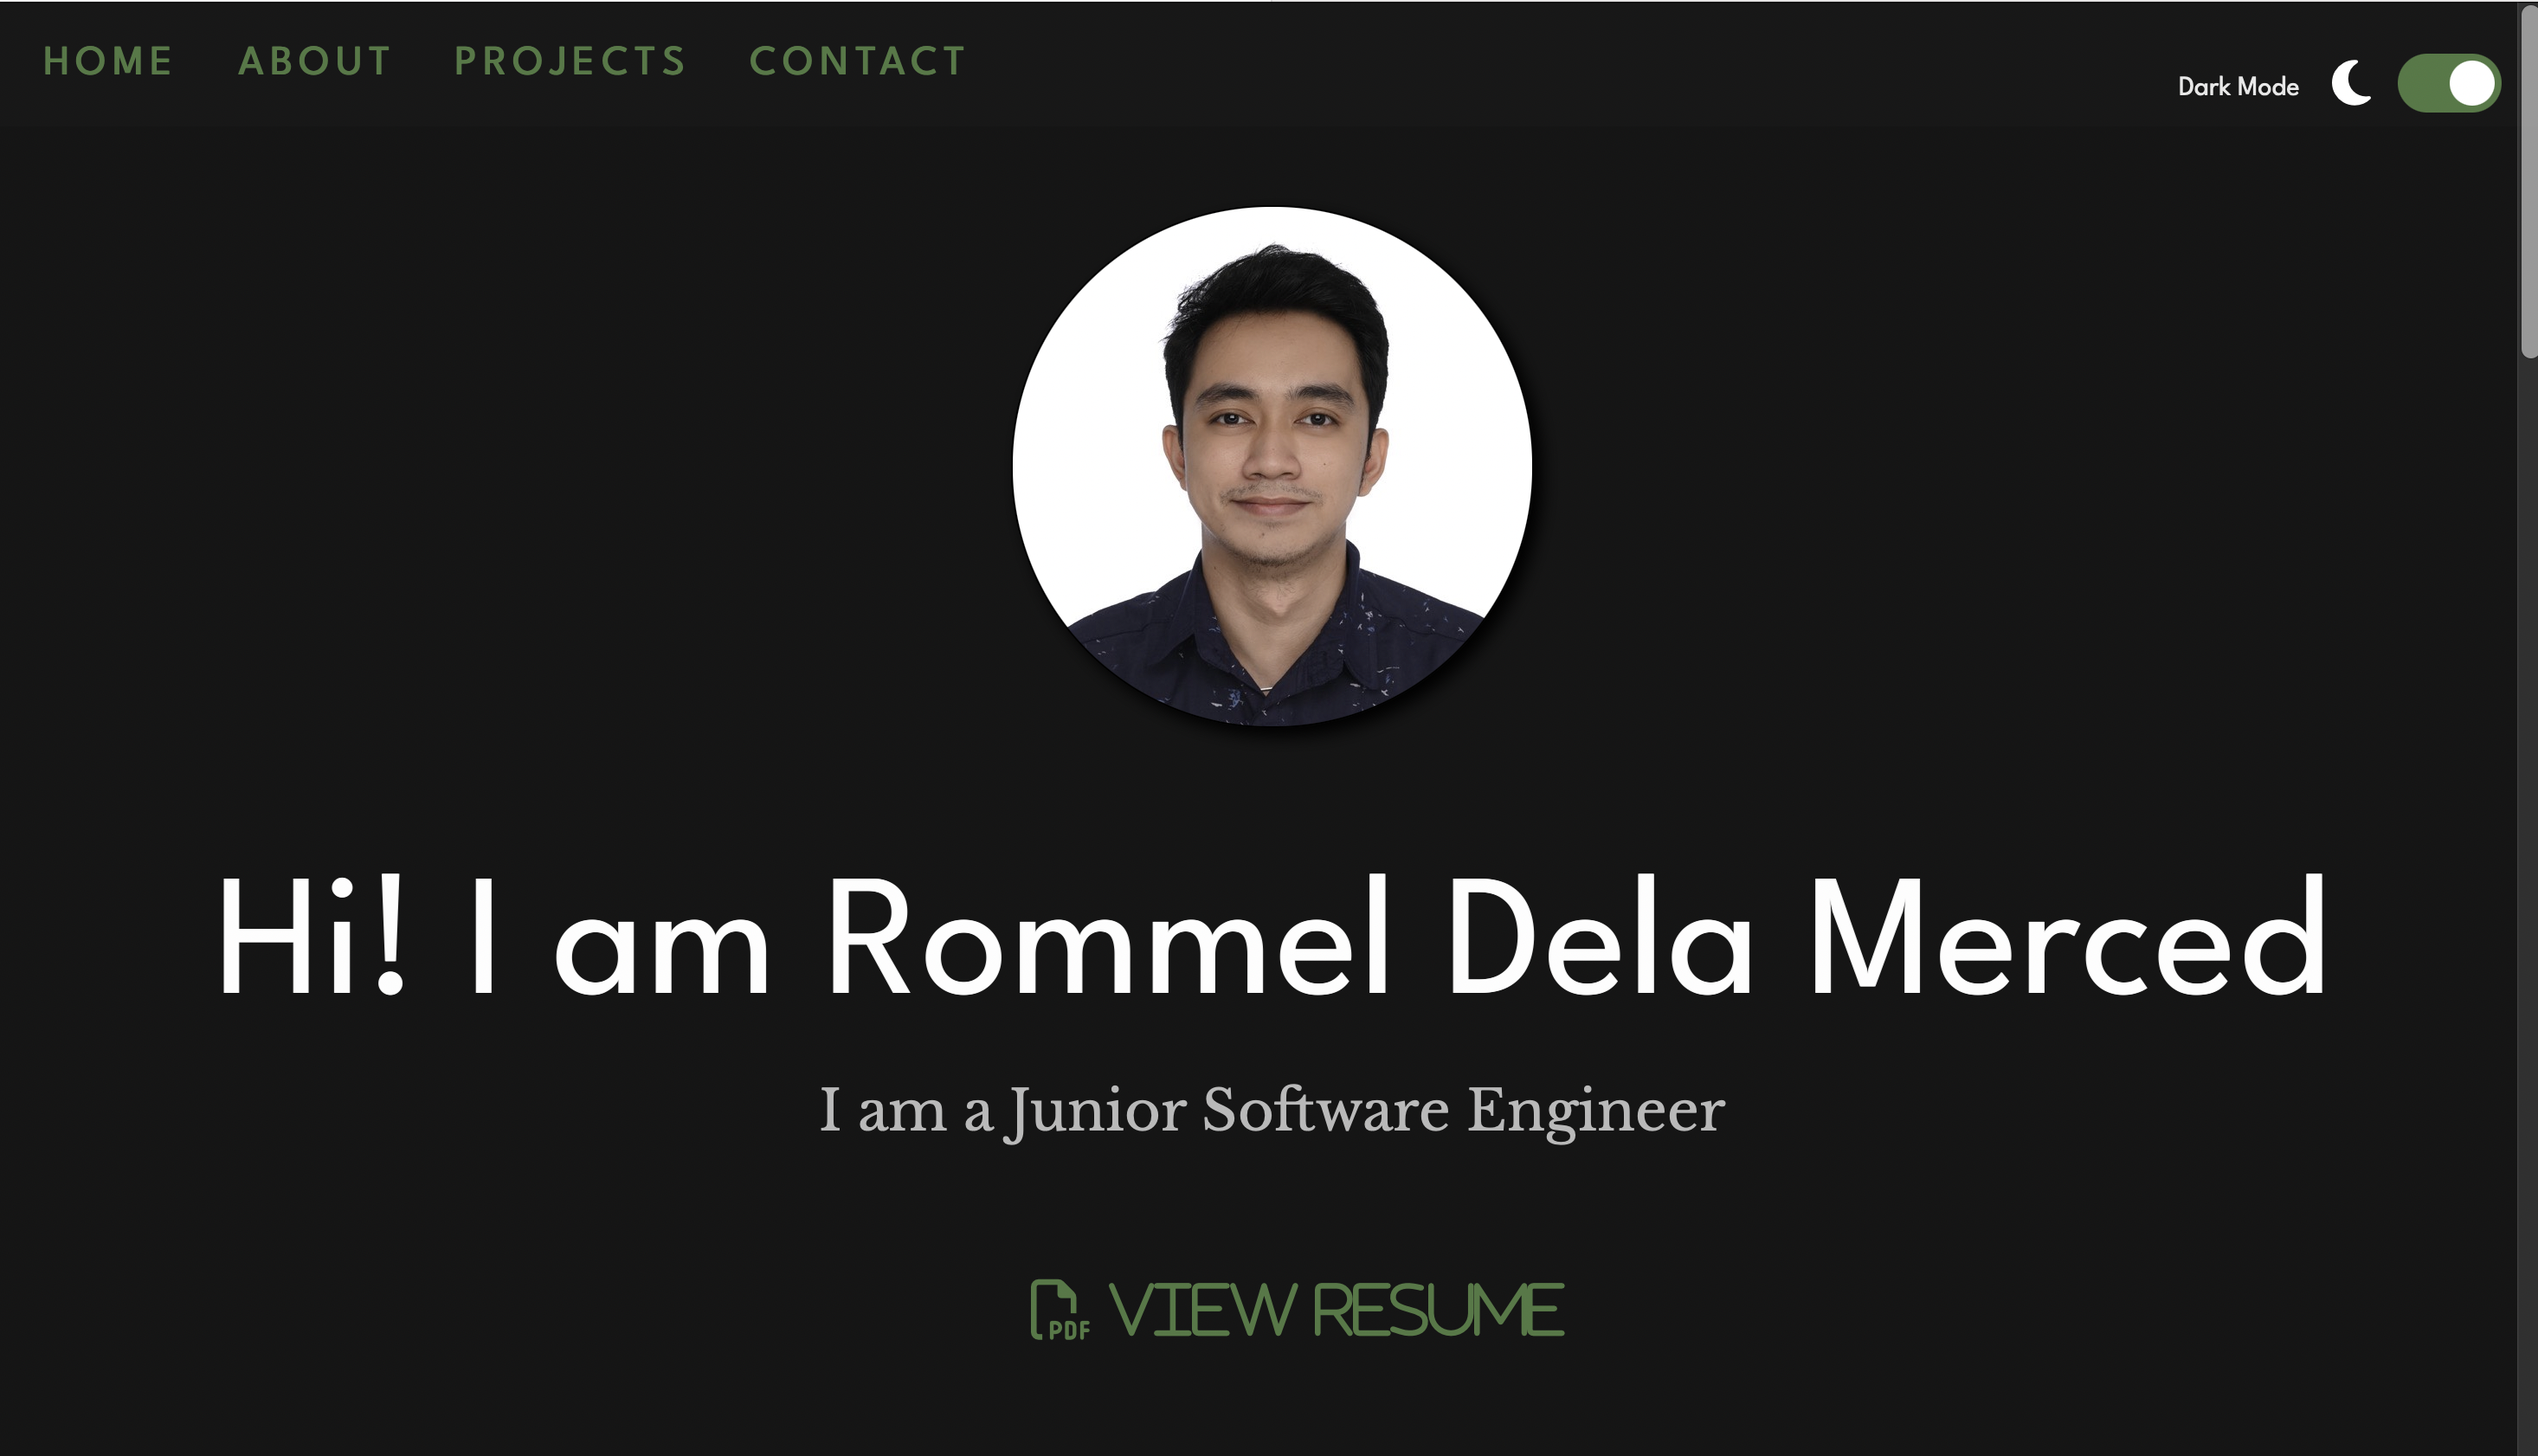 HOME ABOUT PROJECTS CONTACT
Dark Mode
Hi! I am Rommel Dela Merced
I am a Junior Software Engineer
PDF VIEW RESUME